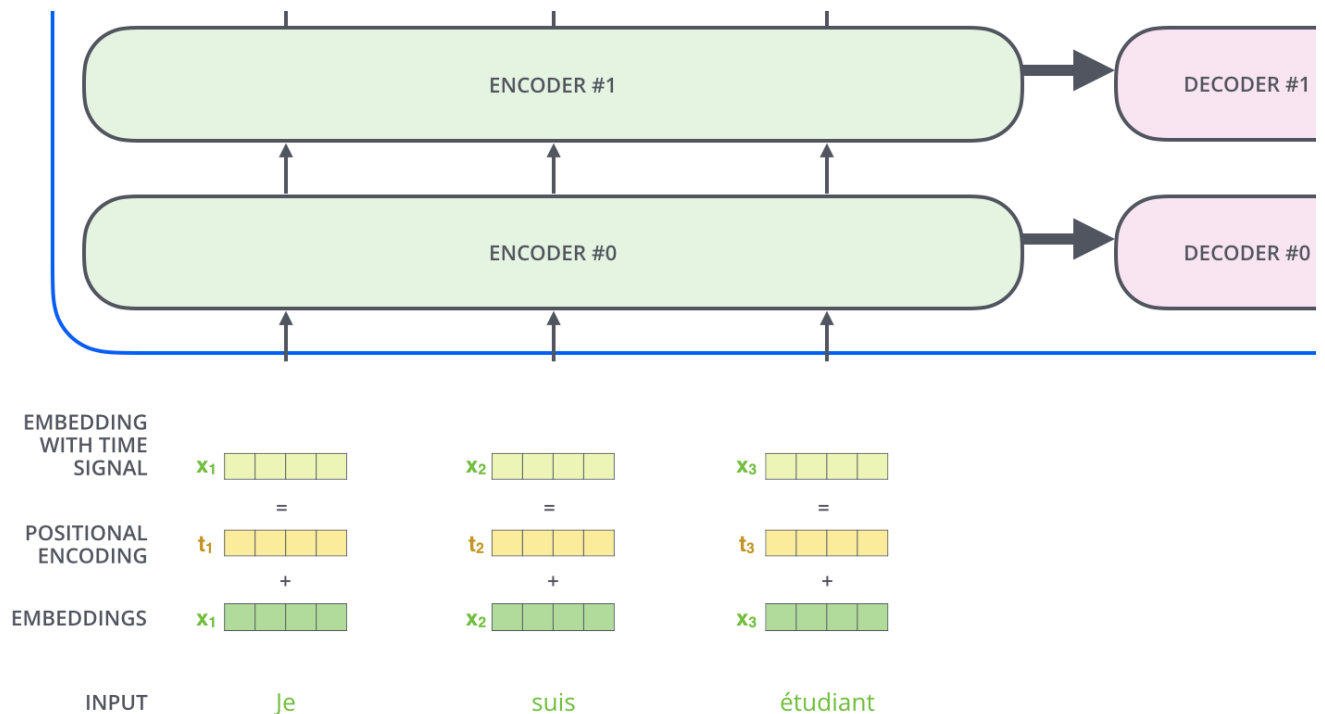 ENCODER #1
DECODER #1
ENCODER #0
DECODER #0
EMBEDDING
WITH TIME
SIGNAL
x₁ x₂ x₃
= = =
POSITIONAL
ENCODING
t₁ t₂ t₃
+ + +
EMBEDDINGS x₁ x₂ x₃
INPUT Je suis étudiant